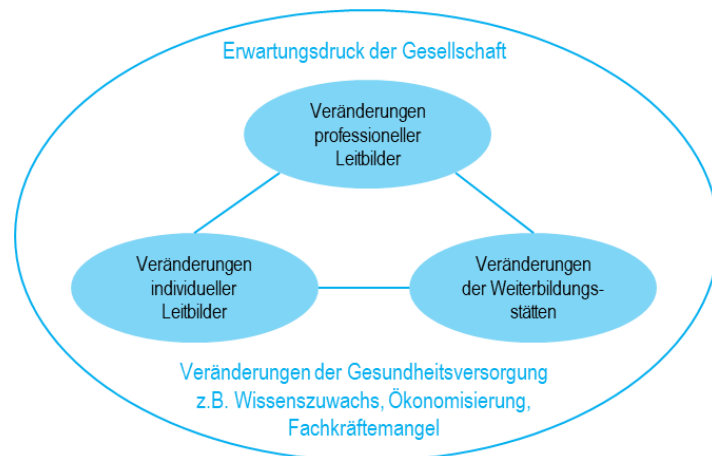 Erwartungsdruck der Gesellschaft
Veränderungen
professioneller
Leitbilder
Veränderungen
individueller
Leitbilder
Veränderungen
der Weiterbildungs-
stätten
Veränderungen der Gesundheitsversorgung
z.B. Wissenszuwachs, Ökonomisierung,
Fachkräftemangel